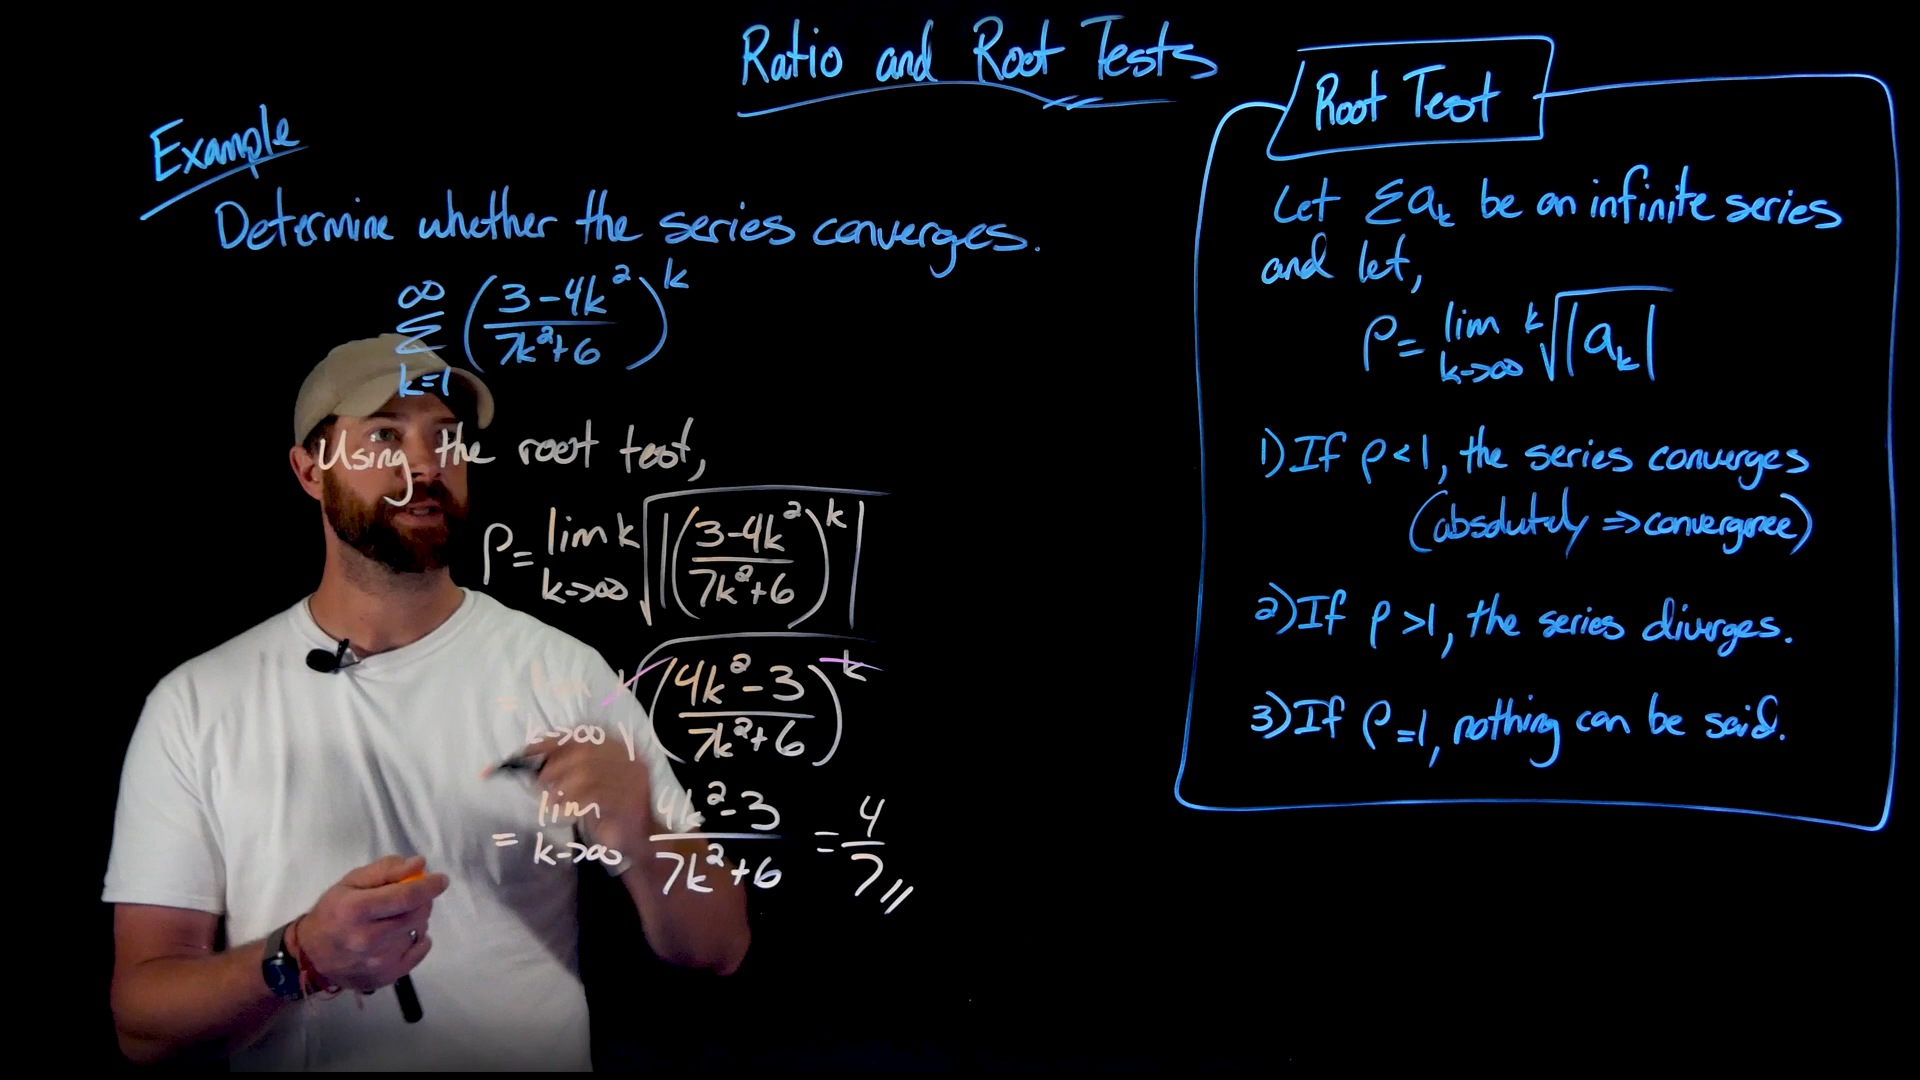 Ratio and Root Tests
Example
Determine whether the series converges.
∞
Σ ((3-4k²)/(7k²+6))^k
k=1
Using the root test,
ρ = lim k→∞ ᵏ√|((3-4k²)/(7k²+6))^k|
= lim k→∞ √((4k²-3)/(7k²+6))^k
= lim k→∞ (4k²-3)/(7k²+6) = 4/7
Root Test
Let Σaₖ be an infinite series
and let,
ρ = lim k→∞ ᵏ√|aₖ|
1) If ρ<1, the series converges
(absolutely ⇒ convergence)
2) If ρ>1, the series diverges.
3) If ρ=1, nothing can be said.